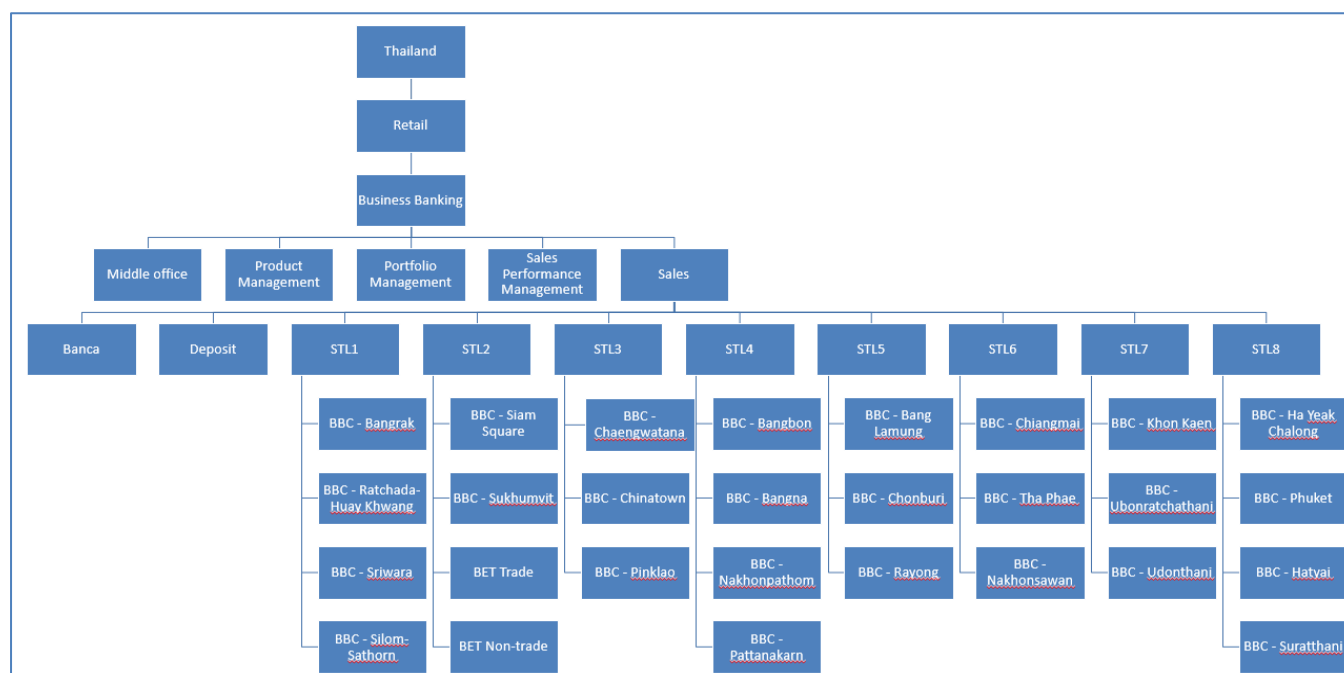 Thailand
Retail
Business Banking
Middle office
Product
Management
Portfolio
Management
Sales
Performance
Management
Sales
Banca
Deposit
STL1
STL2
STL3
STL4
STL5
STL6
STL7
STL8
BBC - Bangrak
BBC - Ratchada-
Huay Khwang
BBC - Sriwara
BBC - Silom-
Sathorn
BBC - Siam
Square
BBC - Sukhumvit
BET Trade
BET Non-trade
BBC -
Chaengwatana
BBC - Chinatown
BBC - Pinklao
BBC - Bangbon
BBC - Bangna
BBC -
Nakhonpathom
BBC -
Pattanakarn
BBC - Bang
Lamung
BBC - Chonburi
BBC - Rayong
BBC - Chiangmai
BBC - Tha Phae
BBC -
Nakhonsawan
BBC - Khon Kaen
BBC -
Ubonratchathani
BBC - Udonthani
BBC - Ha Yeak
Chalong
BBC - Phuket
BBC - Hatyai
BBC - Suratthani